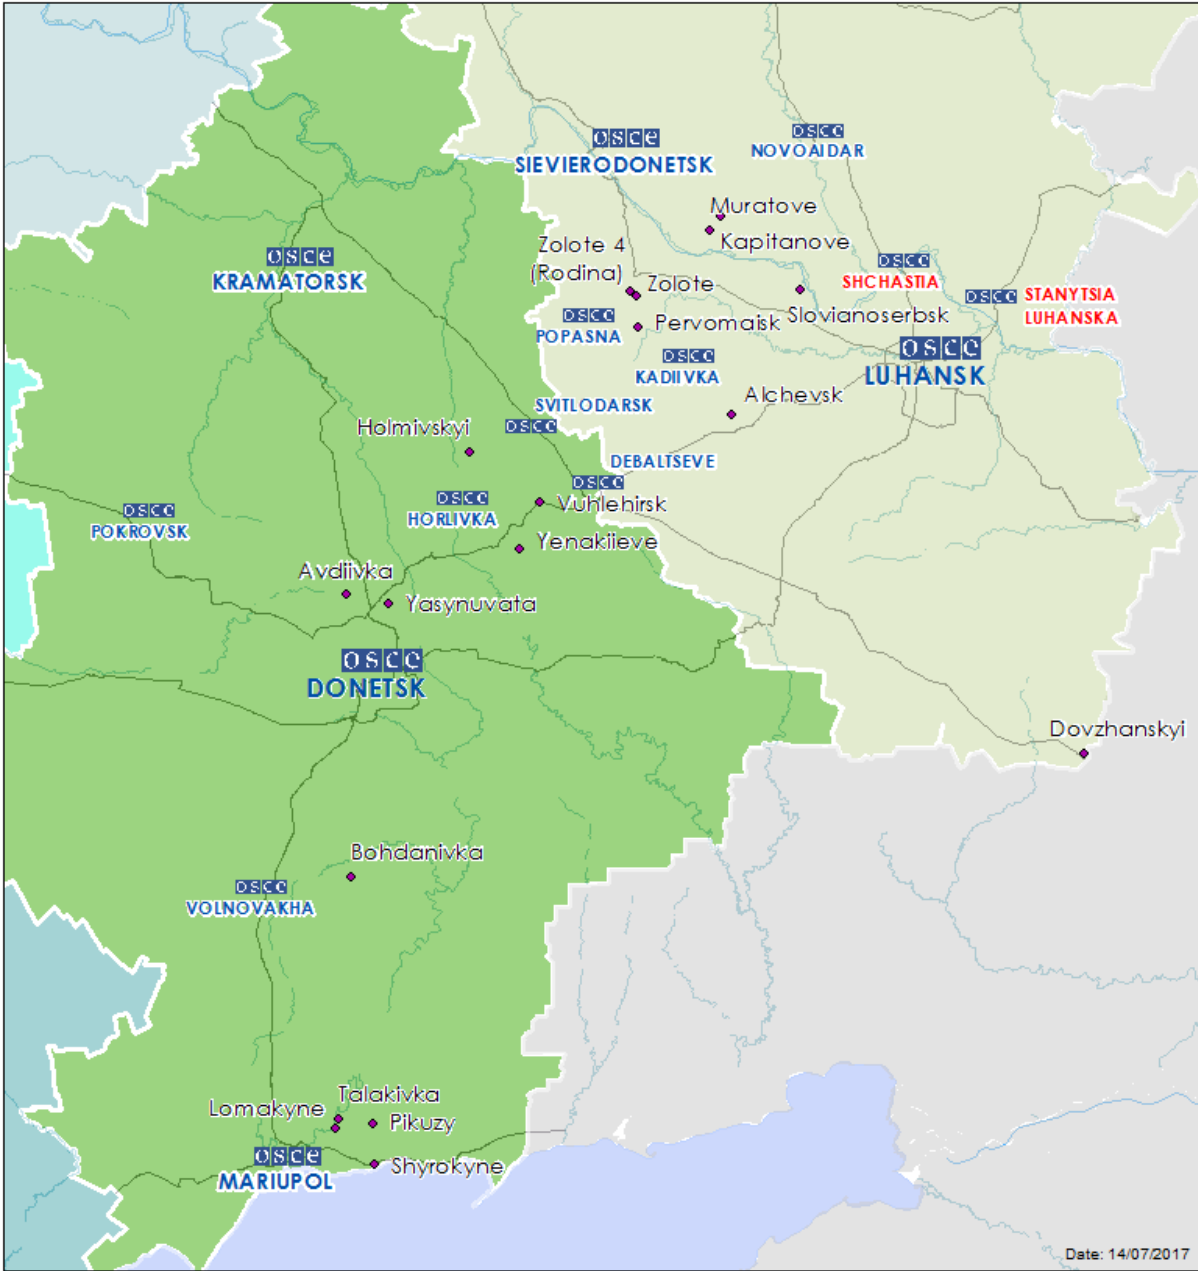 OSCE
SIEVIERODONETSK
OSCE
NOVOAIDAR
Muratove
Kapitanove
Zolote 4
(Rodina)
Zolote
OSCE
KRAMATORSK
OSCE
SHCHASTIA
OSCE
STANYTSIA
LUHANSKA
Slovianoserbsk
OSCE
POPASNA
Pervomaisk
OSCE
LUHANSK
OSCE
KADIIVKA
Alchevsk
SVITLODARSK
OSCE
Holmivskyi
DEBALTSEVE
OSCE
OSCE
HORLIVKA
Vuhlehirsk
OSCE
POKROVSK
Yenakiieve
Avdiivka
Yasynuvata
OSCE
DONETSK
Dovzhanskyi
Bohdanivka
OSCE
VOLNOVAKHA
Talakivka
Lomakyne
Pikuzy
OSCE
MARIUPOL
Shyrokyne
Date: 14/07/2017